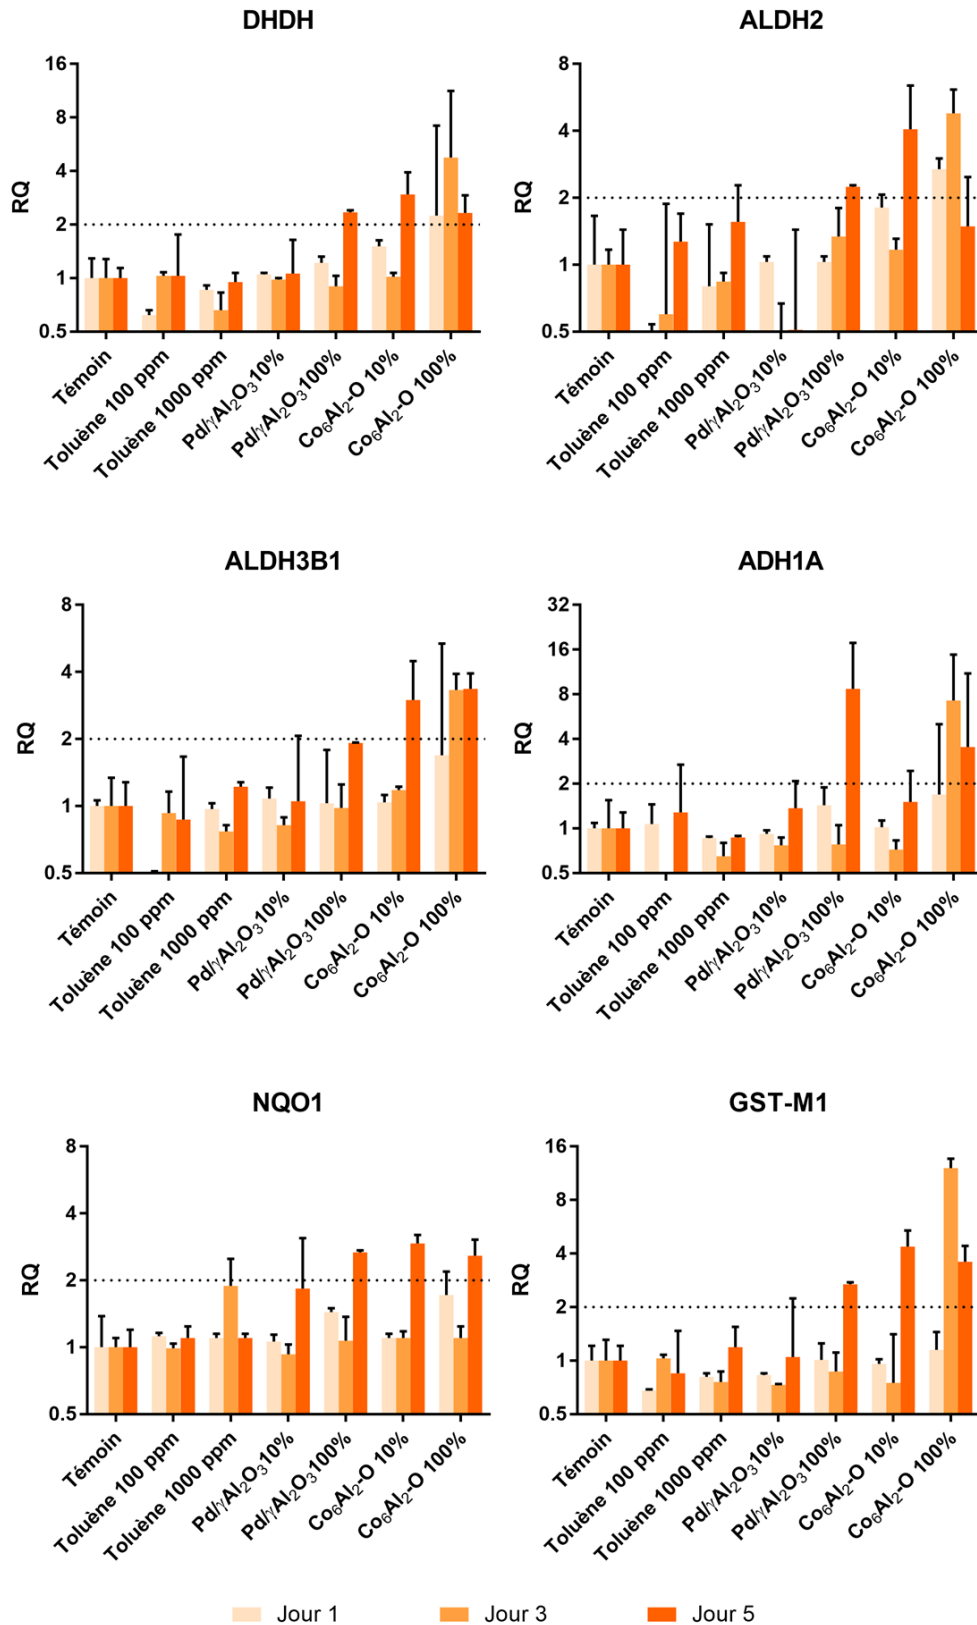 DHDH
RQ
16
8
4
2
1
0.5
Témoin
Toluène 100 ppm
Toluène 1000 ppm
Pd/γAl₂O₃ 10%
Pd/γAl₂O₃ 100%
Co₆Al₂-O 10%
Co₆Al₂-O 100%
ALDH2
RQ
8
4
2
1
0.5
Témoin
Toluène 100 ppm
Toluène 1000 ppm
Pd/γAl₂O₃ 10%
Pd/γAl₂O₃ 100%
Co₆Al₂-O 10%
Co₆Al₂-O 100%
ALDH3B1
RQ
8
4
2
1
0.5
Témoin
Toluène 100 ppm
Toluène 1000 ppm
Pd/γAl₂O₃ 10%
Pd/γAl₂O₃ 100%
Co₆Al₂-O 10%
Co₆Al₂-O 100%
ADH1A
RQ
32
16
8
4
2
1
0.5
Témoin
Toluène 100 ppm
Toluène 1000 ppm
Pd/γAl₂O₃ 10%
Pd/γAl₂O₃ 100%
Co₆Al₂-O 10%
Co₆Al₂-O 100%
NQO1
RQ
8
4
2
1
0.5
Témoin
Toluène 100 ppm
Toluène 1000 ppm
Pd/γAl₂O₃ 10%
Pd/γAl₂O₃ 100%
Co₆Al₂-O 10%
Co₆Al₂-O 100%
GST-M1
RQ
16
8
4
2
1
0.5
Témoin
Toluène 100 ppm
Toluène 1000 ppm
Pd/γAl₂O₃ 10%
Pd/γAl₂O₃ 100%
Co₆Al₂-O 10%
Co₆Al₂-O 100%
Jour 1
Jour 3
Jour 5